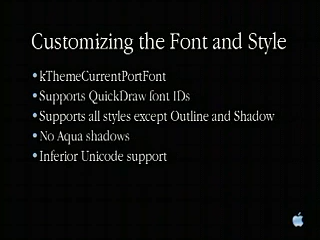 Customizing the Font and Style
•kThemeCurrentPortFont
•Supports QuickDraw font IDs
•Supports all styles except Outline and Shadow
•No Aqua shadows
•Inferior Unicode support